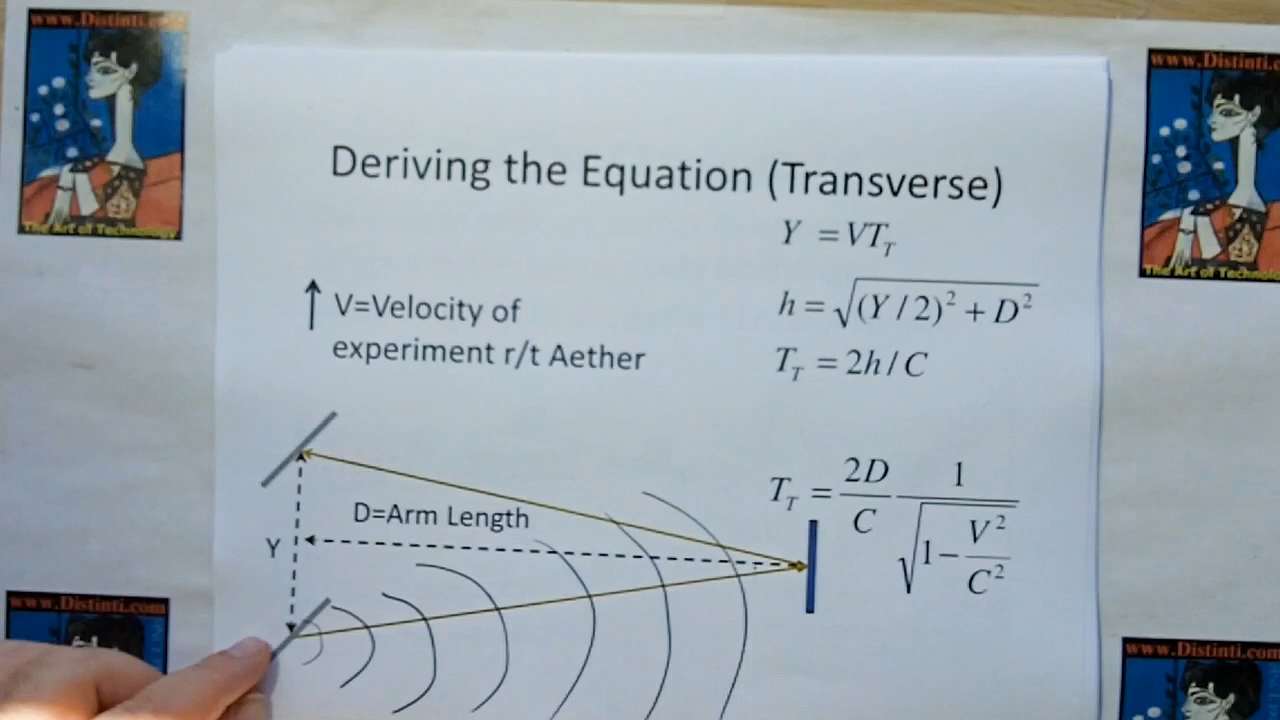 www.Distinti.com
The Art of Technology
www.Distinti.c
The Art of Technolo
Deriving the Equation (Transverse)
Y = VT_T
h = √((Y / 2)² + D²)
T_T = 2h / C
V=Velocity of
experiment r/t Aether
T_T = 2D/C 1/√(1 − V²/C²)
D=Arm Length
Y
www.Distinti.com
www.Distinti.com